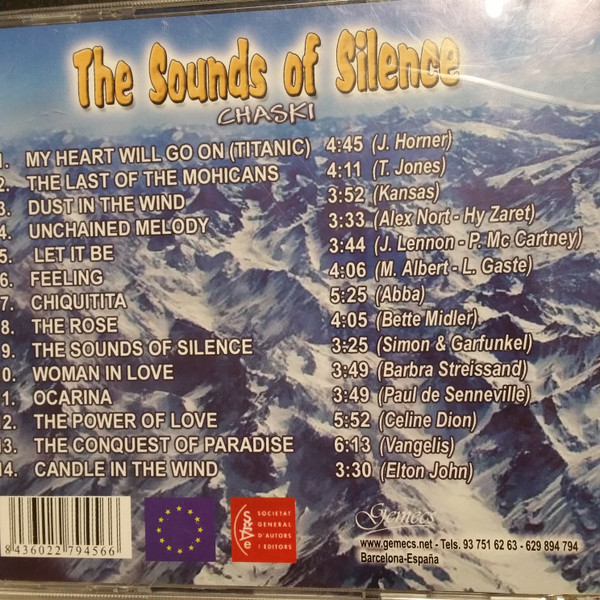 The Sounds of Silence
CHASKI
1. MY HEART WILL GO ON (TITANIC) 4:45 (J. Horner)
2. THE LAST OF THE MOHICANS 4:11 (T. Jones)
3. DUST IN THE WIND 3:52 (Kansas)
4. UNCHAINED MELODY 3:33 (Alex Nort - Hy Zaret)
5. LET IT BE 3:44 (J. Lennon - P. Mc Cartney)
6. FEELING 4:06 (M. Albert - L. Gaste)
7. CHIQUITITA 5:25 (Abba)
8. THE ROSE 4:05 (Bette Midler)
9. THE SOUNDS OF SILENCE 3:25 (Simon & Garfunkel)
0. WOMAN IN LOVE 3:49 (Barbra Streissand)
1. OCARINA 3:49 (Paul de Senneville)
12. THE POWER OF LOVE 5:52 (Celine Dion)
13. THE CONQUEST OF PARADISE 6:13 (Vangelis)
14. CANDLE IN THE WIND 3:30 (Elton John)
8 436022 794566
SGAE
SOCIETAT
GENERAL
D'AUTORS
I EDITORS
Gemecs
www.gemecs.net - Tels. 93 751 62 63 - 629 894 794
Barcelona-España